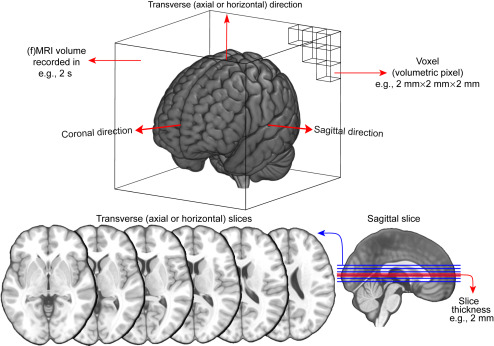 Transverse (axial or horizontal) direction
(f)MRI volume
recorded in
e.g., 2 s
Voxel
(volumetric pixel)
e.g., 2 mm×2 mm×2 mm
Coronal direction
Sagittal direction
Transverse (axial or horizontal) slices
Sagittal slice
Slice
thickness
e.g., 2 mm